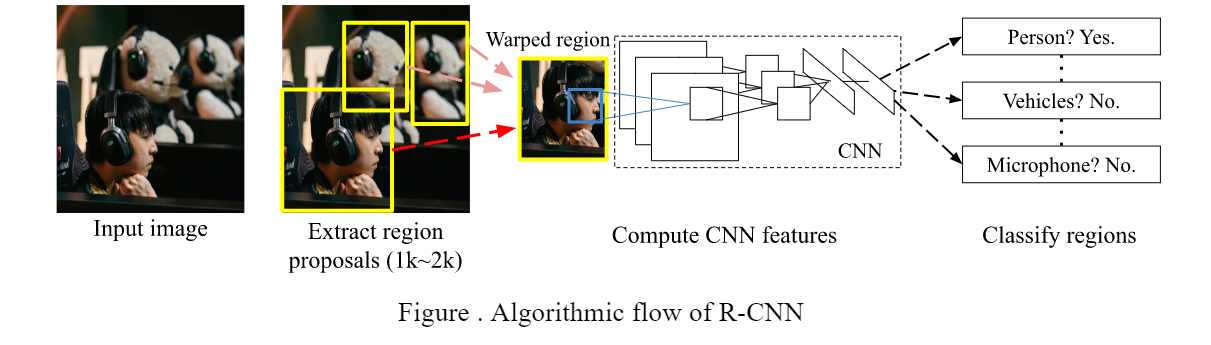 Warped region
Person? Yes.
Vehicles? No.
CNN
Microphone? No.
Input image
Extract region
proposals (1k~2k)
Compute CNN features
Classify regions
Figure . Algorithmic flow of R-CNN